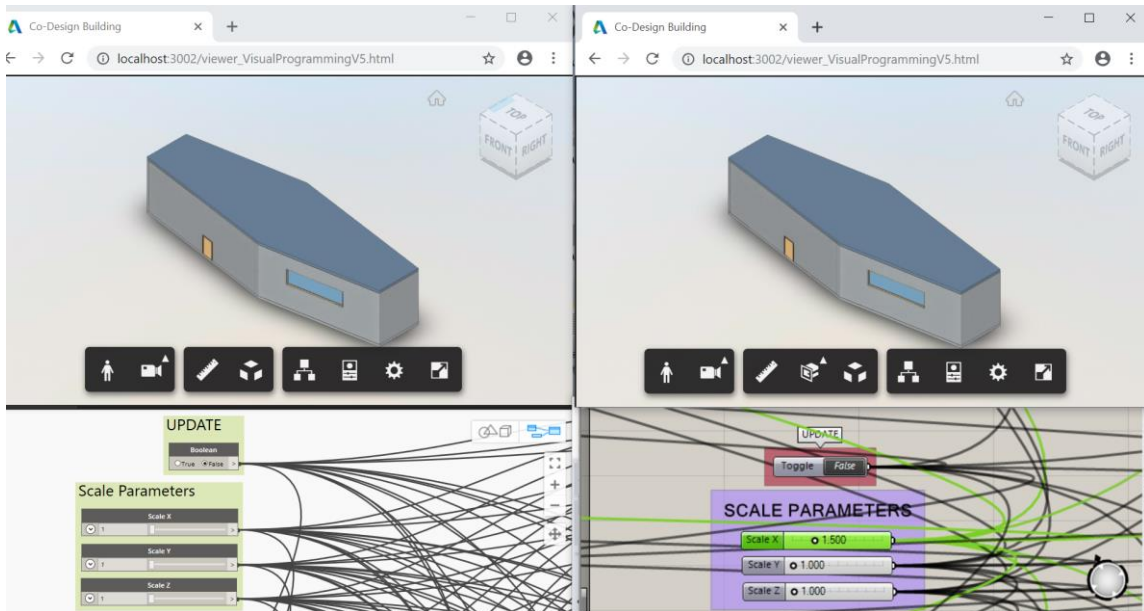 Co-Design Building
localhost:3002/viewer_VisualProgrammingV5.html
TOP
FRONT RIGHT
UPDATE
Boolean
True False >
Scale Parameters
Scale X
1 >
Scale Y
1 >
Scale Z
1 >
Co-Design Building
localhost:3002/viewer_VisualProgrammingV5.html
TOP
FRONT RIGHT
UPDATE
Toggle False
SCALE PARAMETERS
Scale X 1.500
Scale Y 1.000
Scale Z 1.000